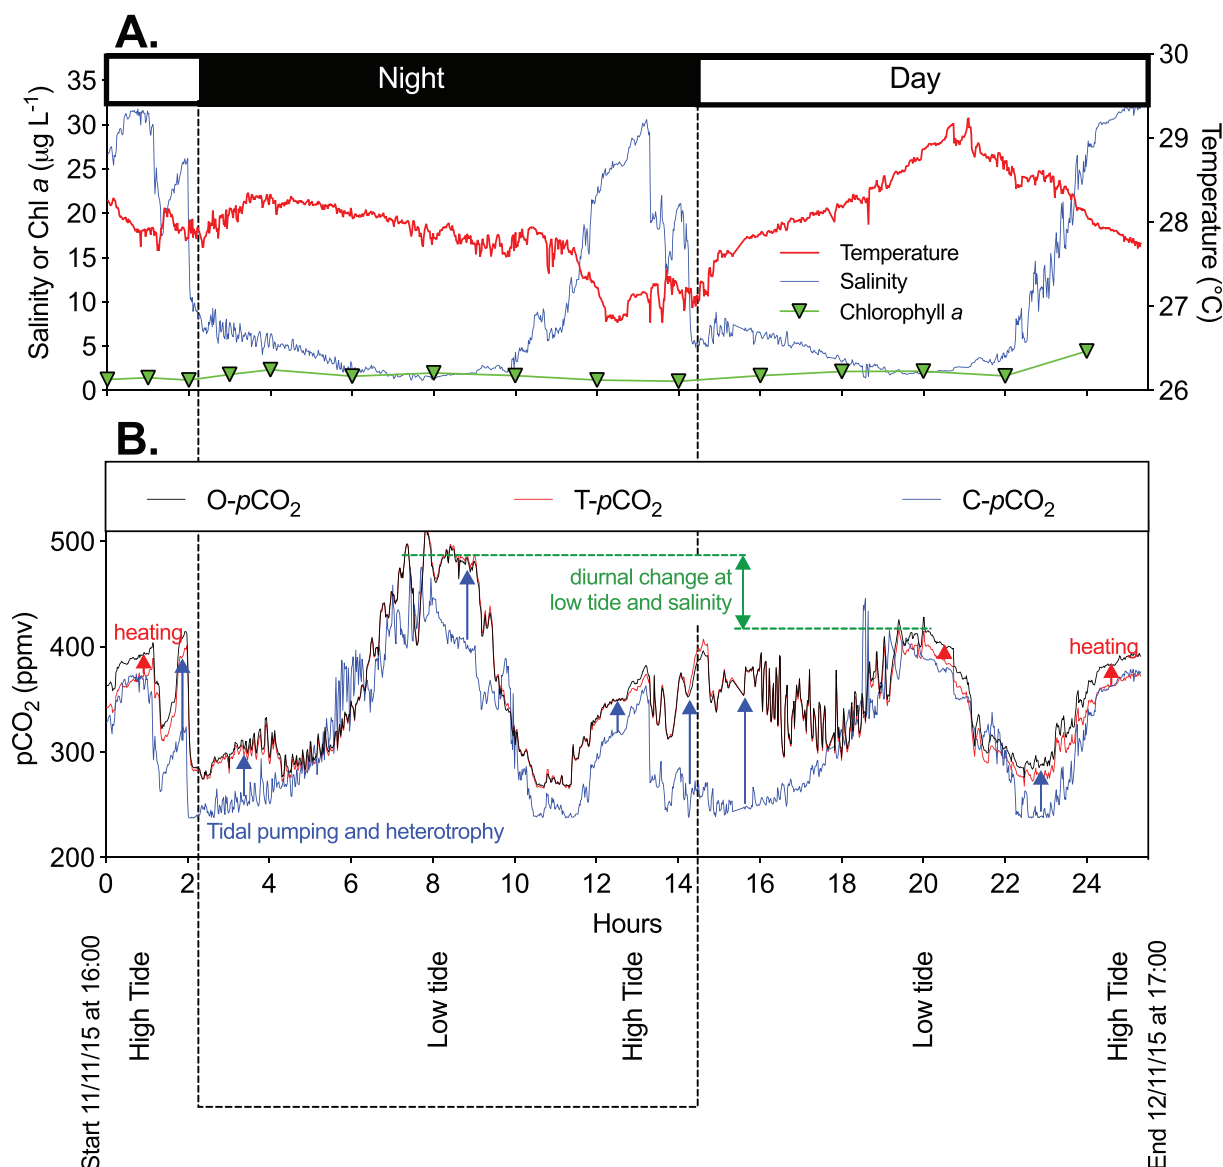 A.
Night
Day
Salinity or Chl a (μg L-1)
35
30
25
20
15
10
5
0
30
29
28
27
26
Temperature (°C)
Temperature
Salinity
Chlorophyll a
B.
O-pCO2
T-pCO2
C-pCO2
pCO2 (ppmv)
500
400
300
200
heating
diurnal change at
low tide and salinity
heating
Tidal pumping and heterotrophy
0 2 4 6 8 10 12 14 16 18 20 22 24
Hours
Start 11/11/15 at 16:00
High Tide
Low tide
High Tide
Low tide
High Tide
End 12/11/15 at 17:00